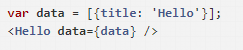 var data = [{title: 'Hello'}];
<Hello data={data} />